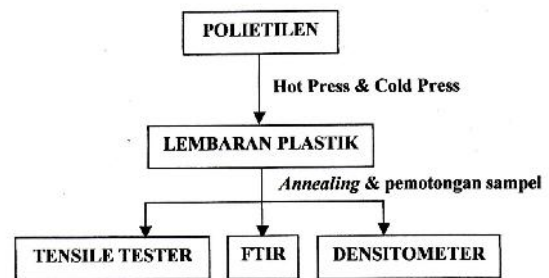 POLIETILEN
Hot Press & Cold Press
LEMBARAN PLASTIK
Annealing & pemotongan sampel
TENSILE TESTER
FTIR
DENSITOMETER